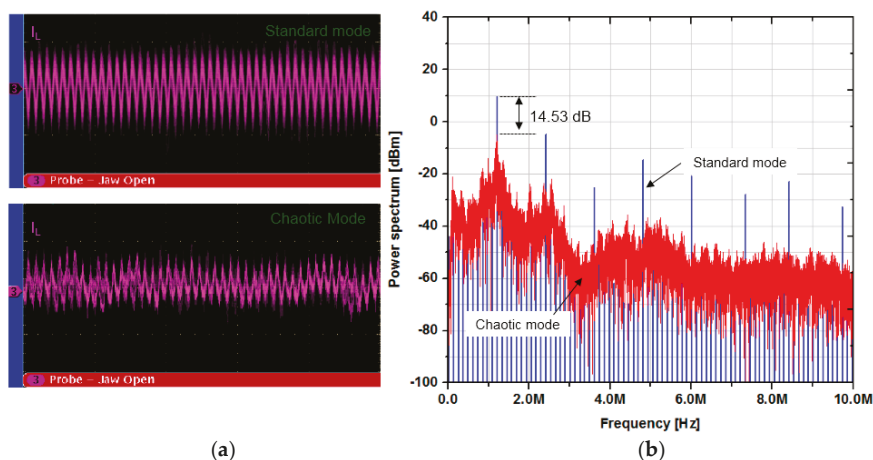 I_L
Standard mode
3
3 Probe – Jaw Open
I_L
Chaotic Mode
3
3 Probe – Jaw Open
(a)
Power spectrum [dBm]
40
20
0
-20
-40
-60
-80
-100
14.53 dB
Standard mode
Chaotic mode
0.0 2.0M 4.0M 6.0M 8.0M 10.0M
Frequency [Hz]
(b)